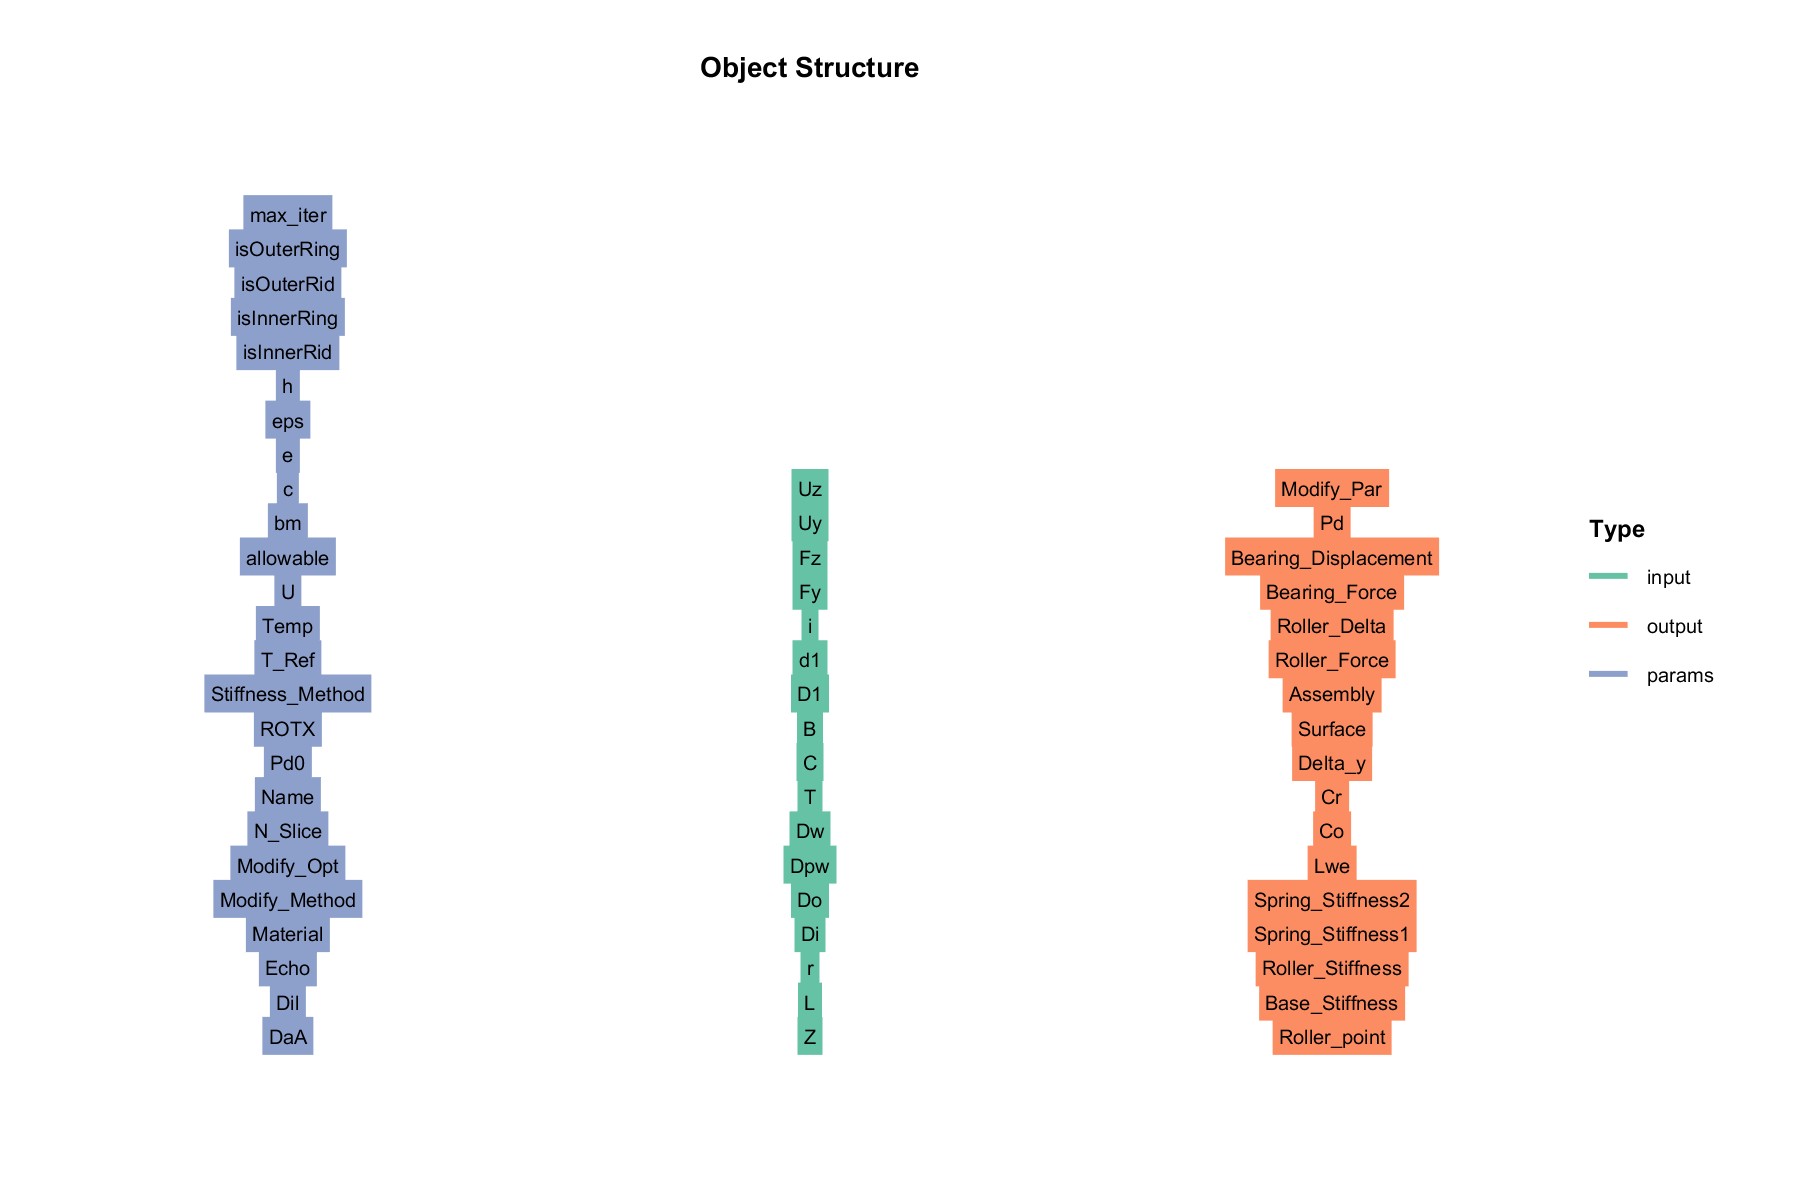 Object Structure
max_iter
isOuterRing
isOuterRid
isInnerRing
isInnerRid
h
eps
e
c
bm
allowable
U
Temp
T_Ref
Stiffness_Method
ROTX
Pd0
Name
N_Slice
Modify_Opt
Modify_Method
Material
Echo
DiI
DaA
Uz
Uy
Fz
Fy
i
d1
D1
B
C
T
Dw
Dpw
Do
Di
r
L
Z
Modify_Par
Pd
Bearing_Displacement
Bearing_Force
Roller_Delta
Roller_Force
Assembly
Surface
Delta_y
Cr
Co
Lwe
Spring_Stiffness2
Spring_Stiffness1
Roller_Stiffness
Base_Stiffness
Roller_point
Type
input
output
params